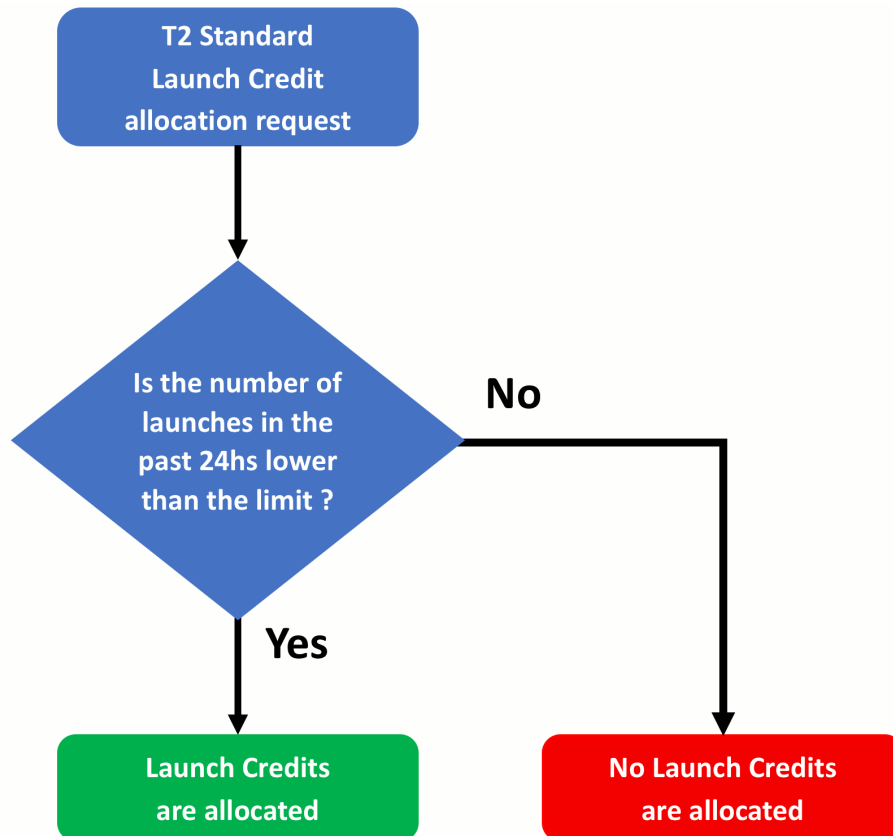 T2 Standard
Launch Credit
allocation request
Is the number of
launches in the
past 24hs lower
than the limit ?
No
Yes
Launch Credits
are allocated
No Launch Credits
are allocated